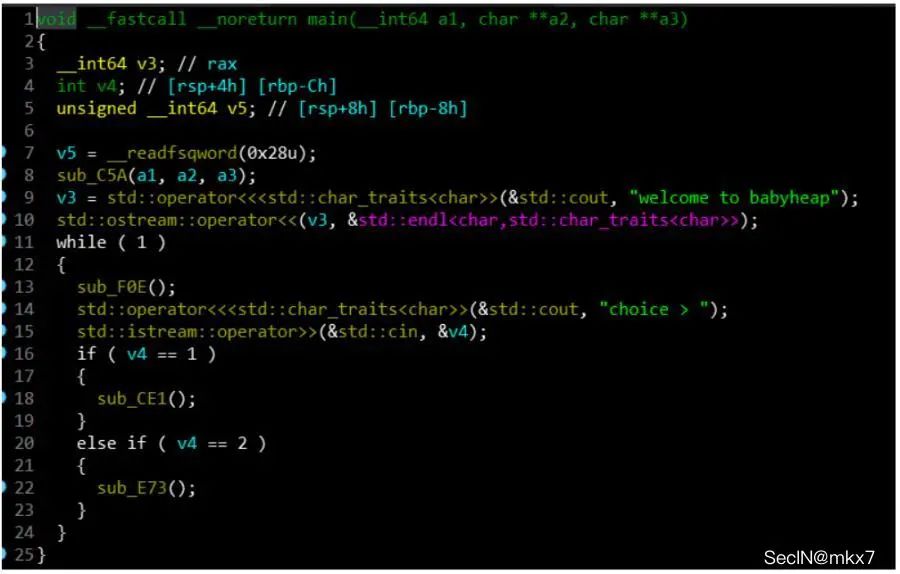 1 void __fastcall __noreturn main(__int64 a1, char **a2, char **a3)
2 {
3 __int64 v3; // rax
4 int v4; // [rsp+4h] [rbp-Ch]
5 unsigned __int64 v5; // [rsp+8h] [rbp-8h]
6
7 v5 = __readfsqword(0x28u);
8 sub_C5A(a1, a2, a3);
9 v3 = std::operator<<<std::char_traits<char>>(&std::cout, "welcome to babyheap");
10 std::ostream::operator<<(v3, &std::endl<char,std::char_traits<char>>);
11 while ( 1 )
12 {
13 sub_F0E();
14 std::operator<<<std::char_traits<char>>(&std::cout, "choice > ");
15 std::istream::operator>>(&std::cin, &v4);
16 if ( v4 == 1 )
17 {
18 sub_CE1();
19 }
20 else if ( v4 == 2 )
21 {
22 sub_E73();
23 }
24 }
25 }
SecIN@mkx7